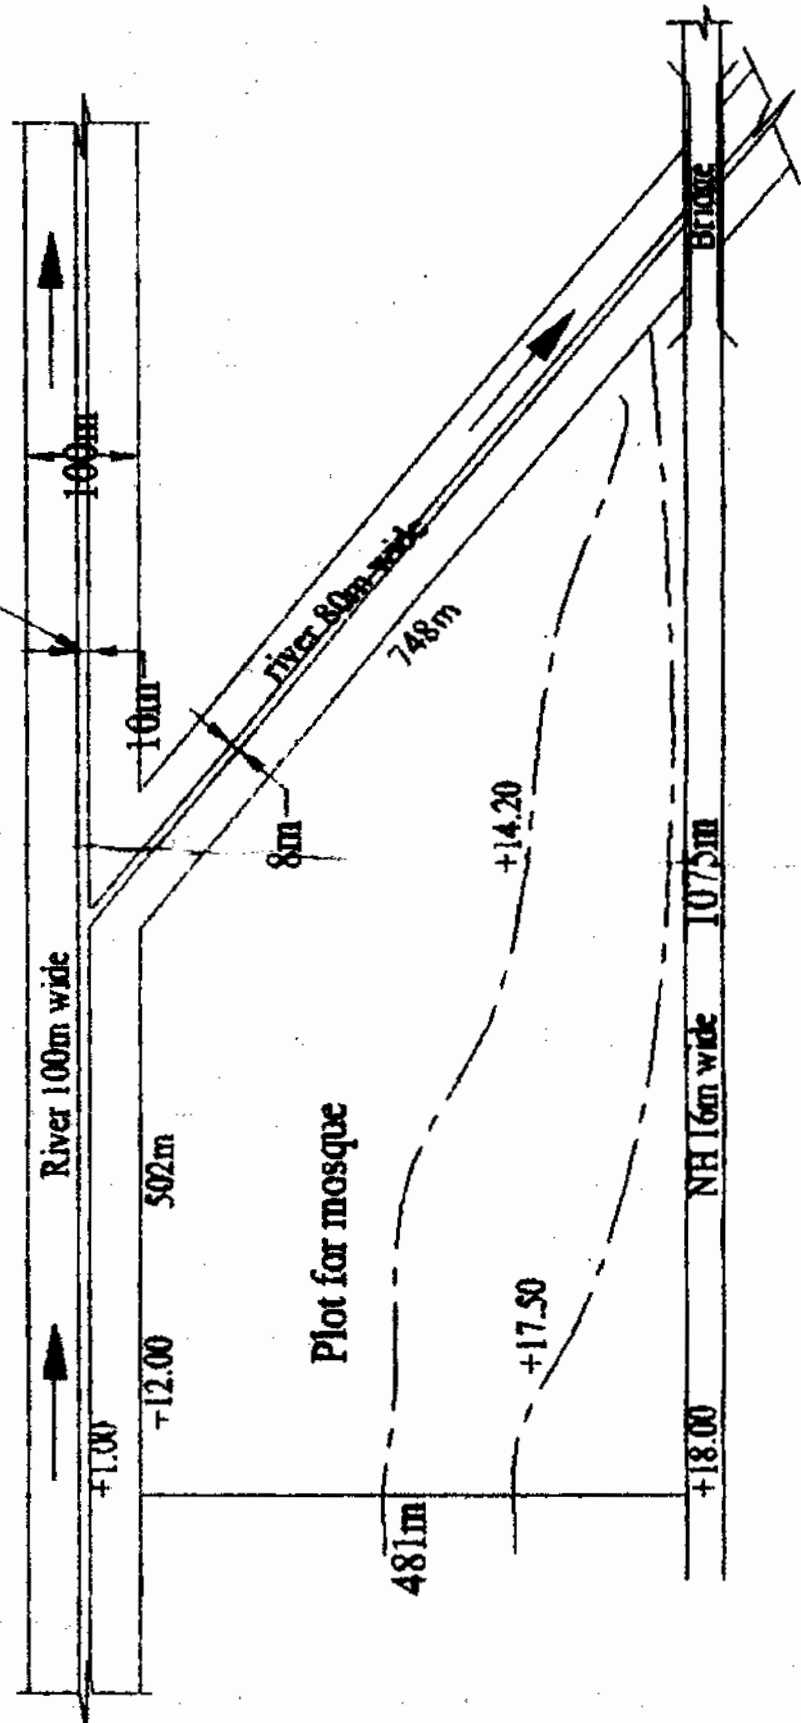 River 100m wide
100m
10m
river 80m wide
748m
8m
+14.20
Plot for mosque
502m
+12.00
+1.00
+17.50
481m
+18.00
NH 16m wide
1075m
Bridge